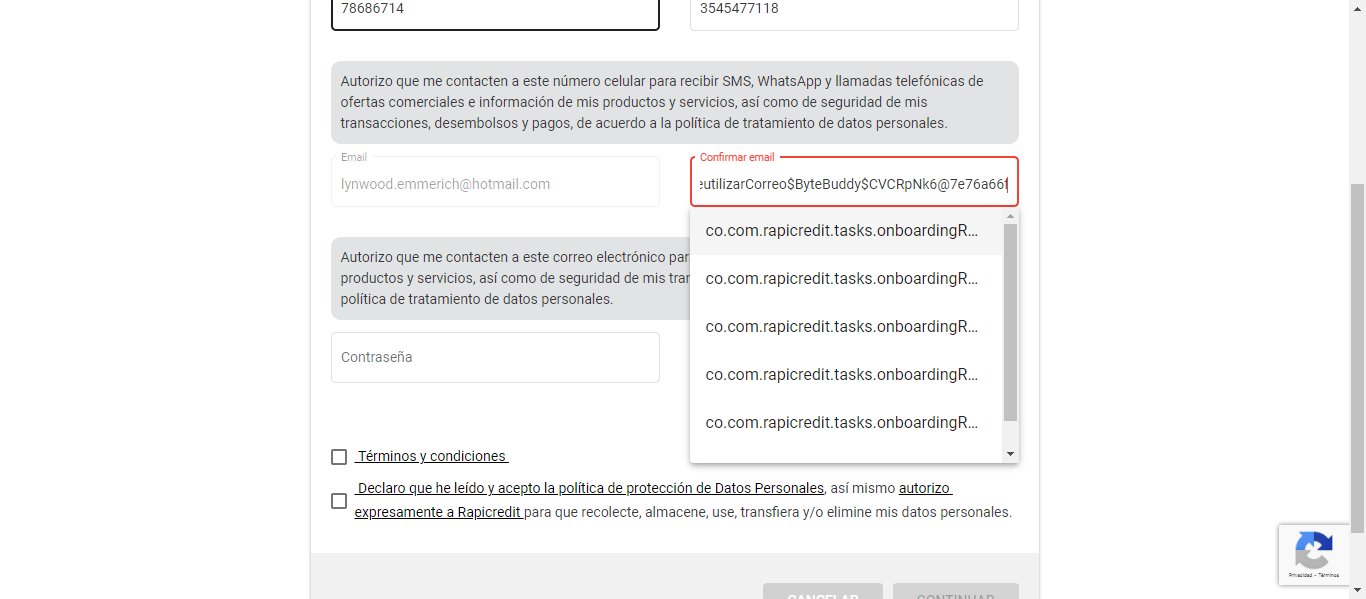 78686714
3545477118
Autorizo que me contacten a este número celular para recibir SMS, WhatsApp y llamadas telefónicas de
ofertas comerciales e información de mis productos y servicios, así como de seguridad de mis
transacciones, desembolsos y pagos, de acuerdo a la política de tratamiento de datos personales.
Email
lynwood.emmerich@hotmail.com
Confirmar email
eutilizarCorreo$ByteBuddy$CVCRpNk6@7e76a66f
co.com.rapicredit.tasks.onboardingR...
co.com.rapicredit.tasks.onboardingR...
co.com.rapicredit.tasks.onboardingR...
co.com.rapicredit.tasks.onboardingR...
co.com.rapicredit.tasks.onboardingR...
Autorizo que me contacten a este correo electrónico par
productos y servicios, así como de seguridad de mis tran
política de tratamiento de datos personales.
Contraseña
Términos y condiciones
Declaro que he leído y acepto la política de protección de Datos Personales, así mismo autorizo
expresamente a Rapicredit para que recolecte, almacene, use, transfiera y/o elimine mis datos personales.
Privacidad - Términos
CANCELAR
CONTINUAR